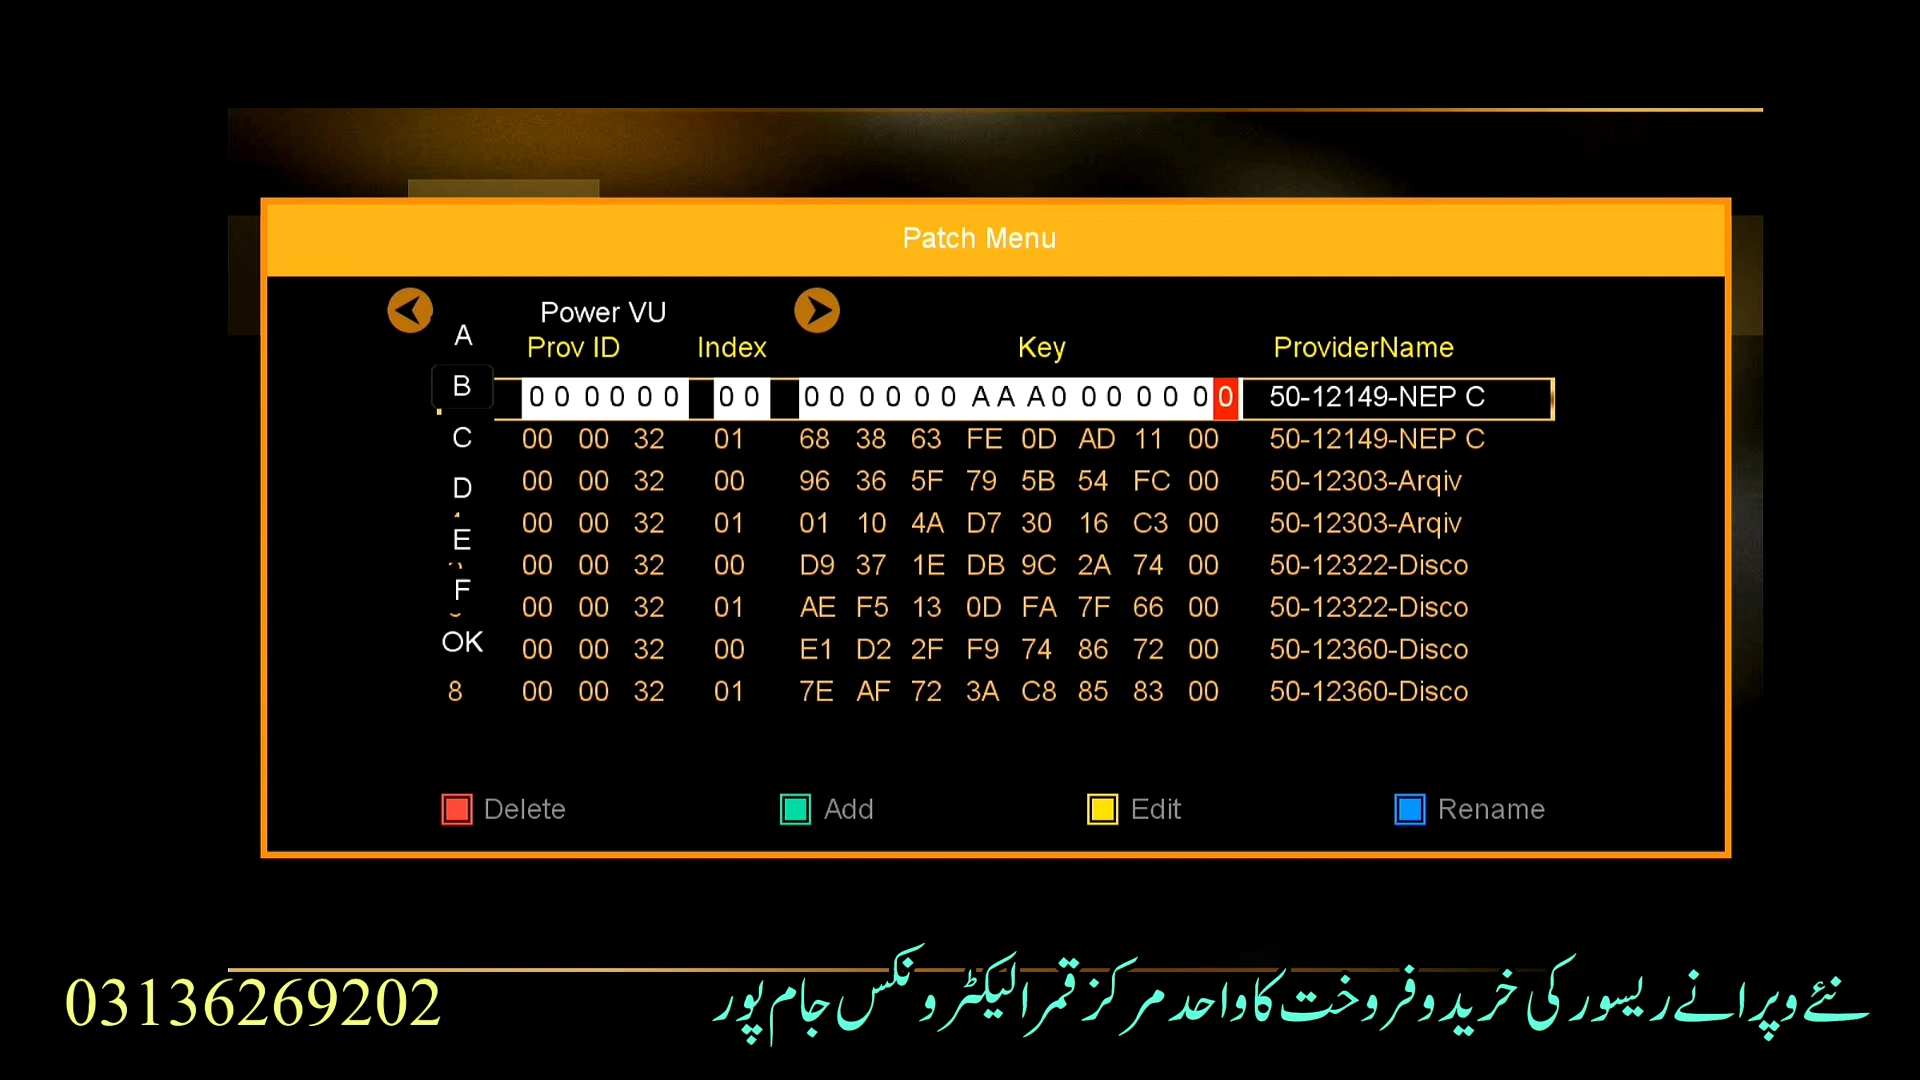 Patch Menu
Power VU
Prov ID Index Key ProviderName
A
B 0 0 0 0 0 0 0 0 0 0 0 0 0 0 A A A 0 0 0 0 0 0 0 50-12149-NEP C
C 00 00 32 01 68 38 63 FE 0D AD 11 00 50-12149-NEP C
D 00 00 32 00 96 36 5F 79 5B 54 FC 00 50-12303-Arqiv
E 00 00 32 01 01 10 4A D7 30 16 C3 00 50-12303-Arqiv
00 00 32 00 D9 37 1E DB 9C 2A 74 00 50-12322-Disco
F 00 00 32 01 AE F5 13 0D FA 7F 66 00 50-12322-Disco
OK 00 00 32 00 E1 D2 2F F9 74 86 72 00 50-12360-Disco
8 00 00 32 01 7E AF 72 3A C8 85 83 00 50-12360-Disco
Delete Add Edit Rename
نئے و پرانے ریسور کی خرید و فروخت کا واحد مرکز قمر الیکٹرونکس جام پور
03136269202